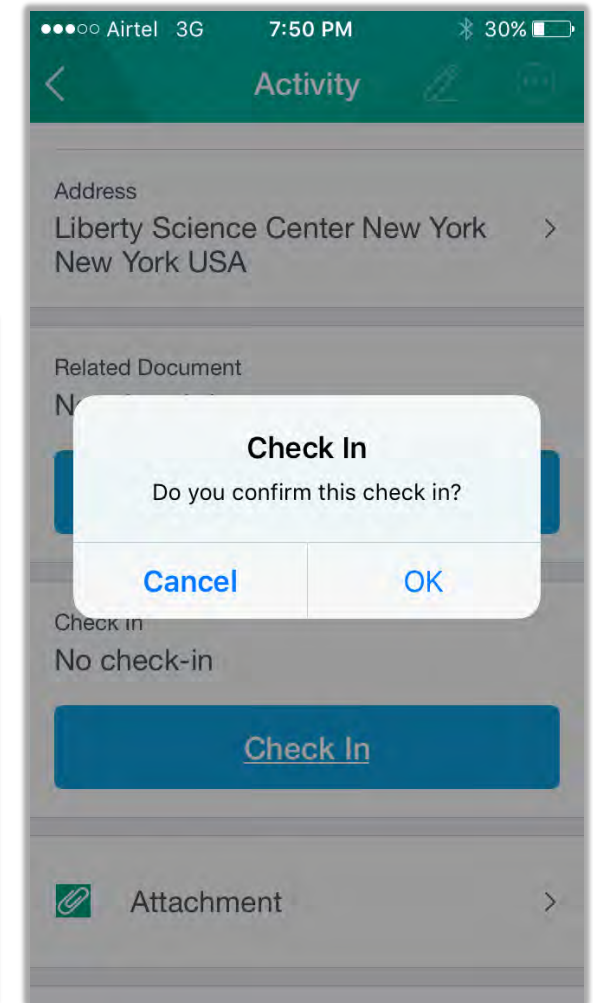 Airtel 3G 7:50 PM 30%
Activity
Address
Liberty Science Center New York
New York USA
Related Document
Check In
Do you confirm this check in?
Cancel OK
Check In
No check-in
Check In
Attachment